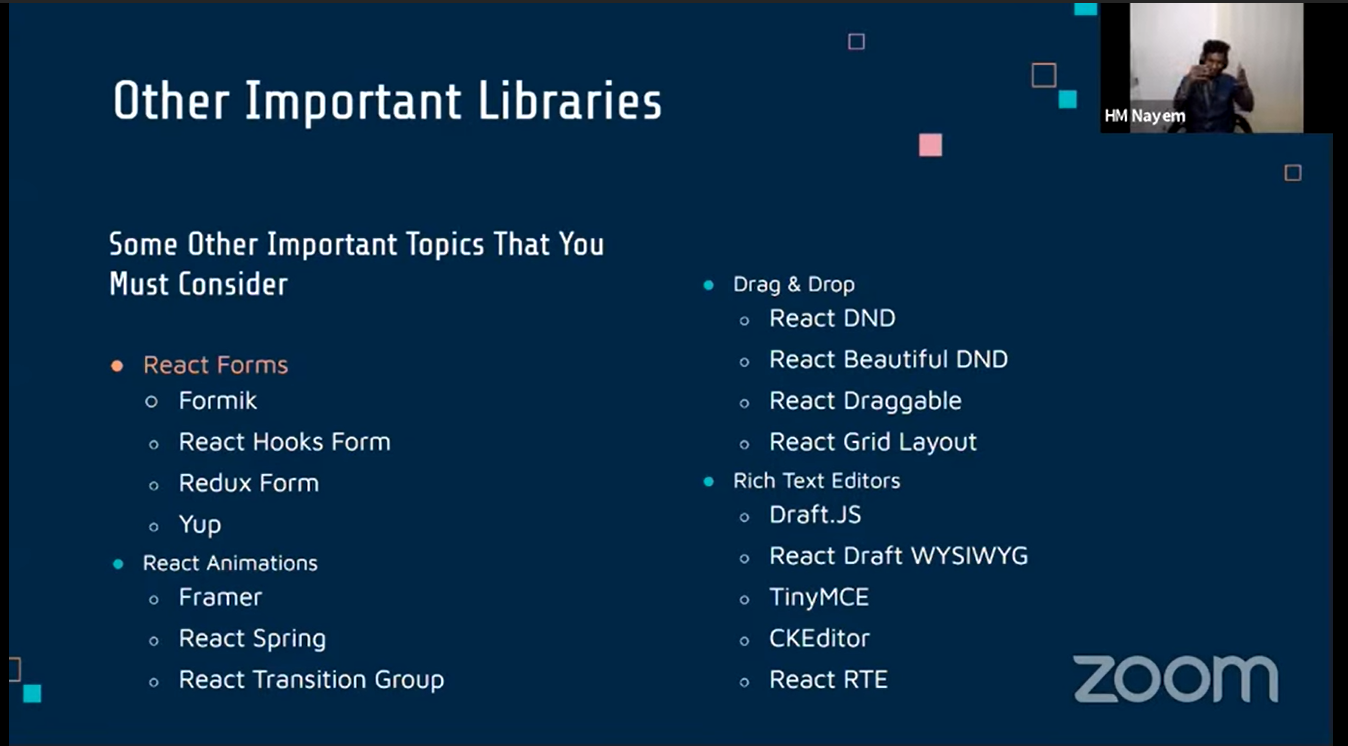 Other Important Libraries
HM Nayem
Some Other Important Topics That You
Must Consider
React Forms
Formik
React Hooks Form
Redux Form
Yup
React Animations
Framer
React Spring
React Transition Group
Drag & Drop
React DND
React Beautiful DND
React Draggable
React Grid Layout
Rich Text Editors
Draft.JS
React Draft WYSIWYG
TinyMCE
CKEditor
React RTE
zoom